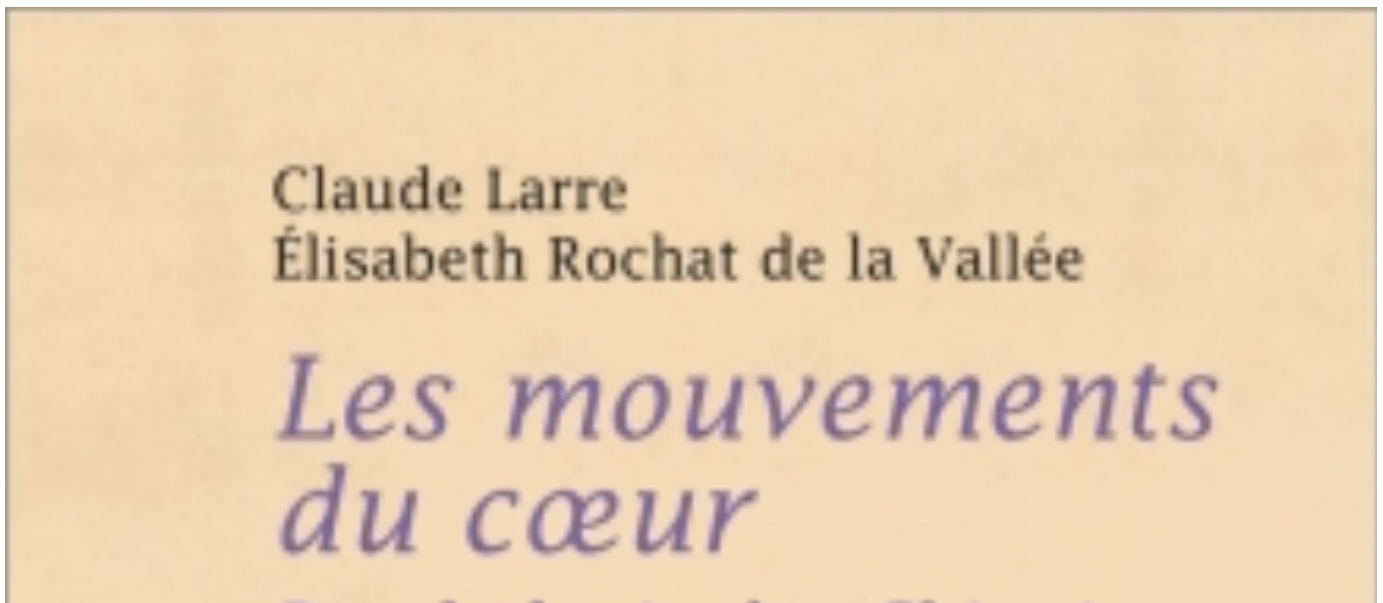 Claude Larre
Élisabeth Rochat de la Vallée
Les mouvements
du cœur